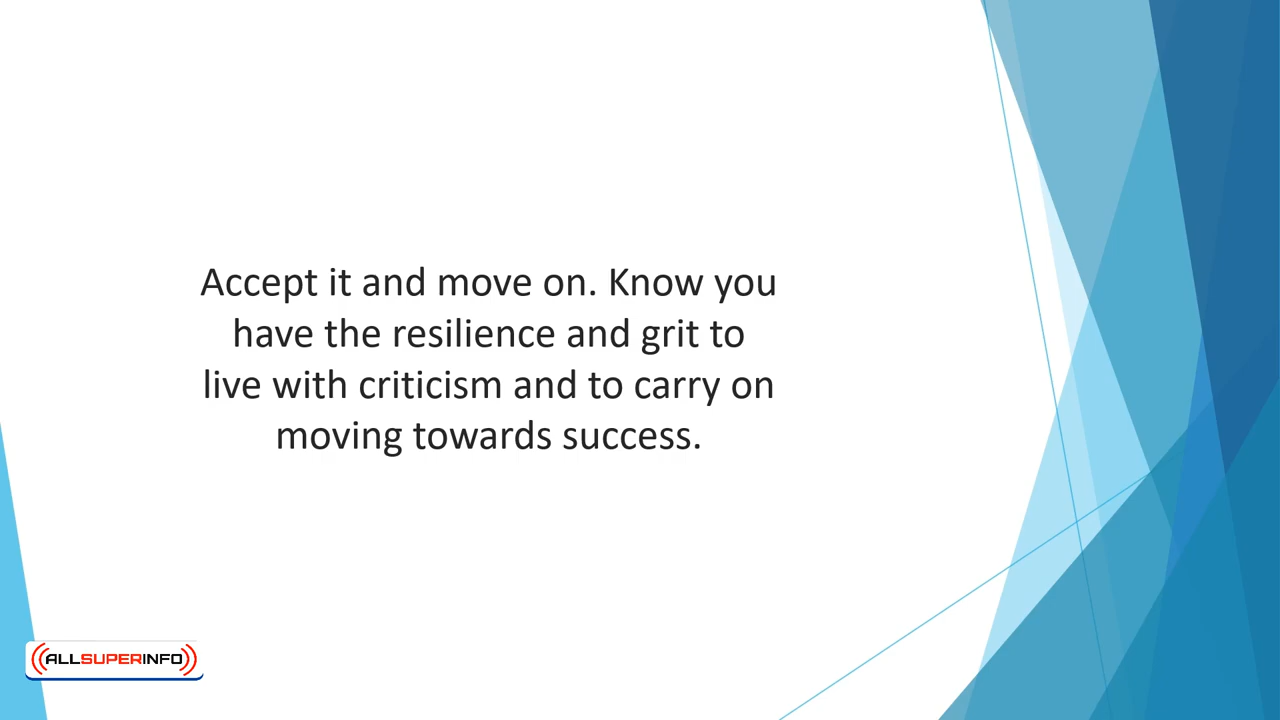 Accept it and move on. Know you
have the resilience and grit to
live with criticism and to carry on
moving towards success.
ALLSUPERINFO